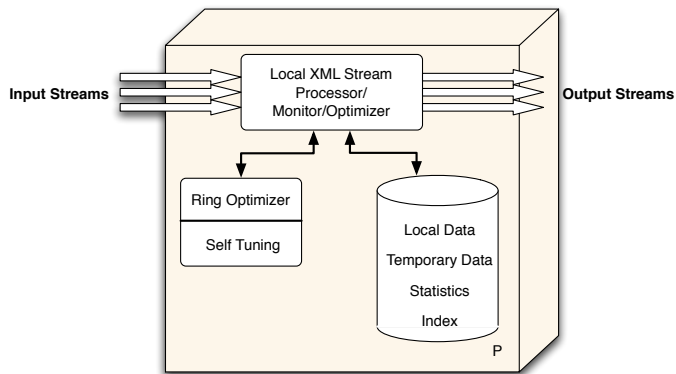 Local XML Stream
Processor/
Monitor/Optimizer
Input Streams
Output Streams
Ring Optimizer
Self Tuning
Local Data
Temporary Data
Statistics
Index
P